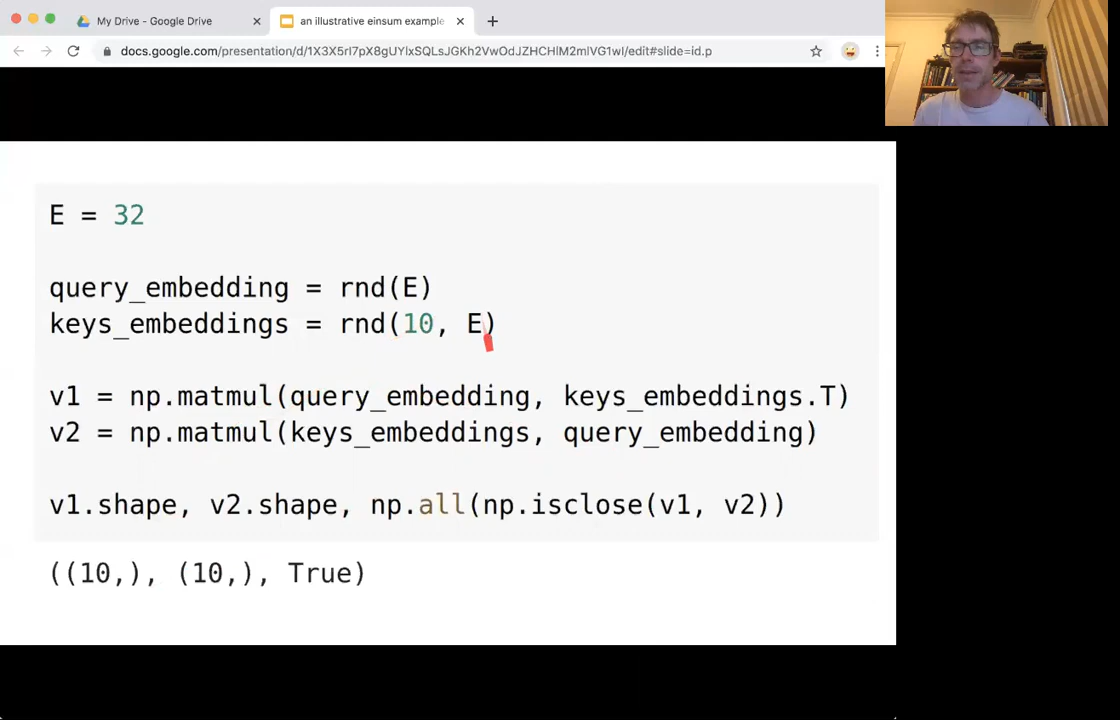 My Drive - Google Drive
an illustrative einsum example
docs.google.com/presentation/d/1X3X5rI7pX8gUYlxSQLsJGKh2VwOdJZHCHlM2mlVG1wl/edit#slide=id.p
E = 32
query_embedding = rnd(E)
keys_embeddings = rnd(10, E)
v1 = np.matmul(query_embedding, keys_embeddings.T)
v2 = np.matmul(keys_embeddings, query_embedding)
v1.shape, v2.shape, np.all(np.isclose(v1, v2))
((10,), (10,), True)